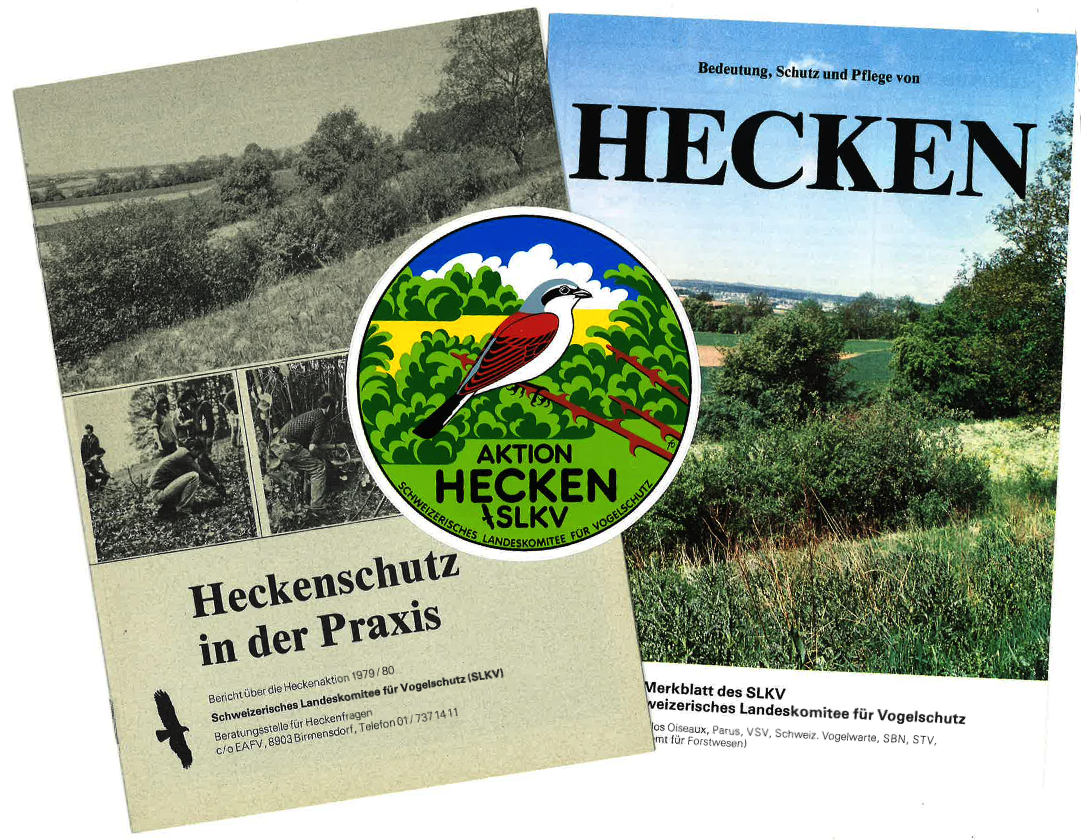 Heckenschutz
in der Praxis
Bericht über die Heckenaktion 1979/80
Schweizerisches Landeskomitee für Vogelschutz (SLKV)
Beratungsstelle für Heckenfragen
c/o EAFV, 8903 Birmensdorf, Telefon 01/737 14 11
AKTION
HECKEN
SLKV
SCHWEIZERISCHES LANDESKOMITEE FÜR VOGELSCHUTZ
Bedeutung, Schutz und Pflege von
HECKEN
Merkblatt des SLKV
weizerisches Landeskomitee für Vogelschutz
los Oiseaux, Parus, VSV, Schweiz. Vogelwarte, SBN, STV,
mt für Forstwesen)